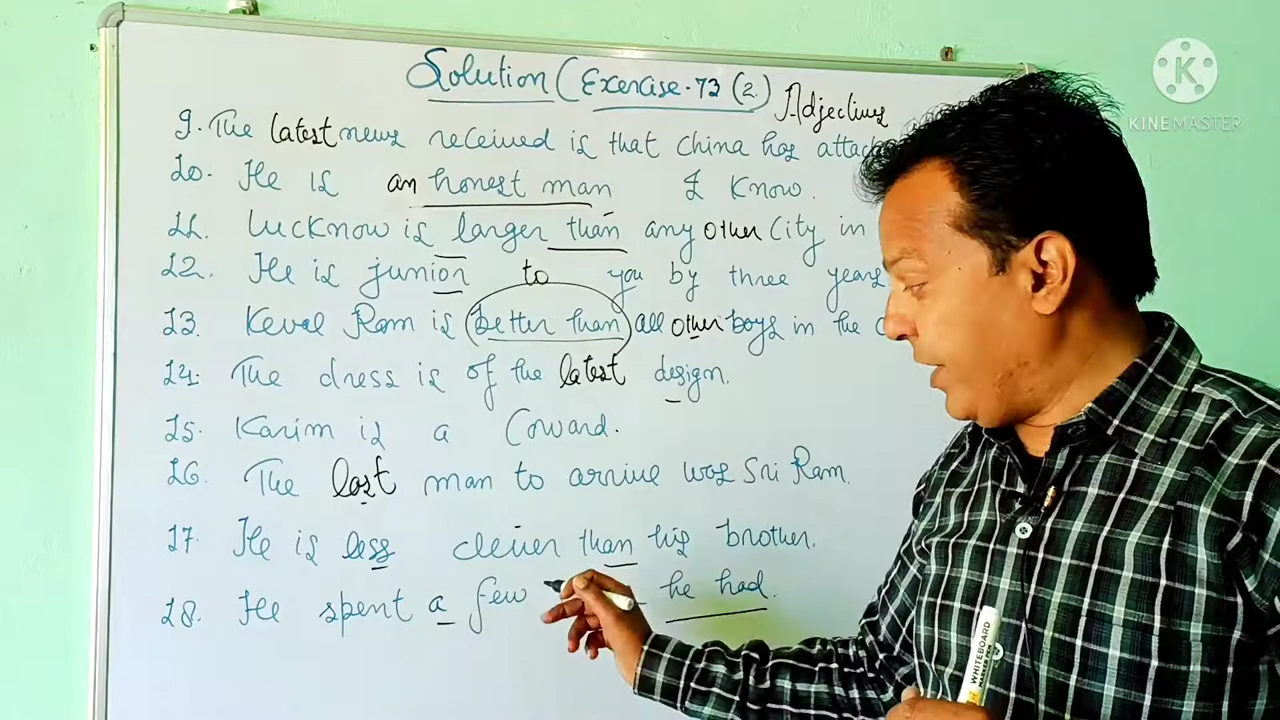 Solution (Exercise-73 (2)
Adjectives
9. The latest news received is that China has attack
10. He is an honest man I know.
11. Lucknow is larger than any other City in
12. He is junior to you by three years
13. Keval Ram is better than all other boys in the
14. The dress is of the latest design.
15. Karim is a Coward.
16. The last man to arrive was Sri Ram.
17. He is less clever than his brother.
18. He spent a few he had.
KINEMASTER
WHITEBOARD
MARKER PEN